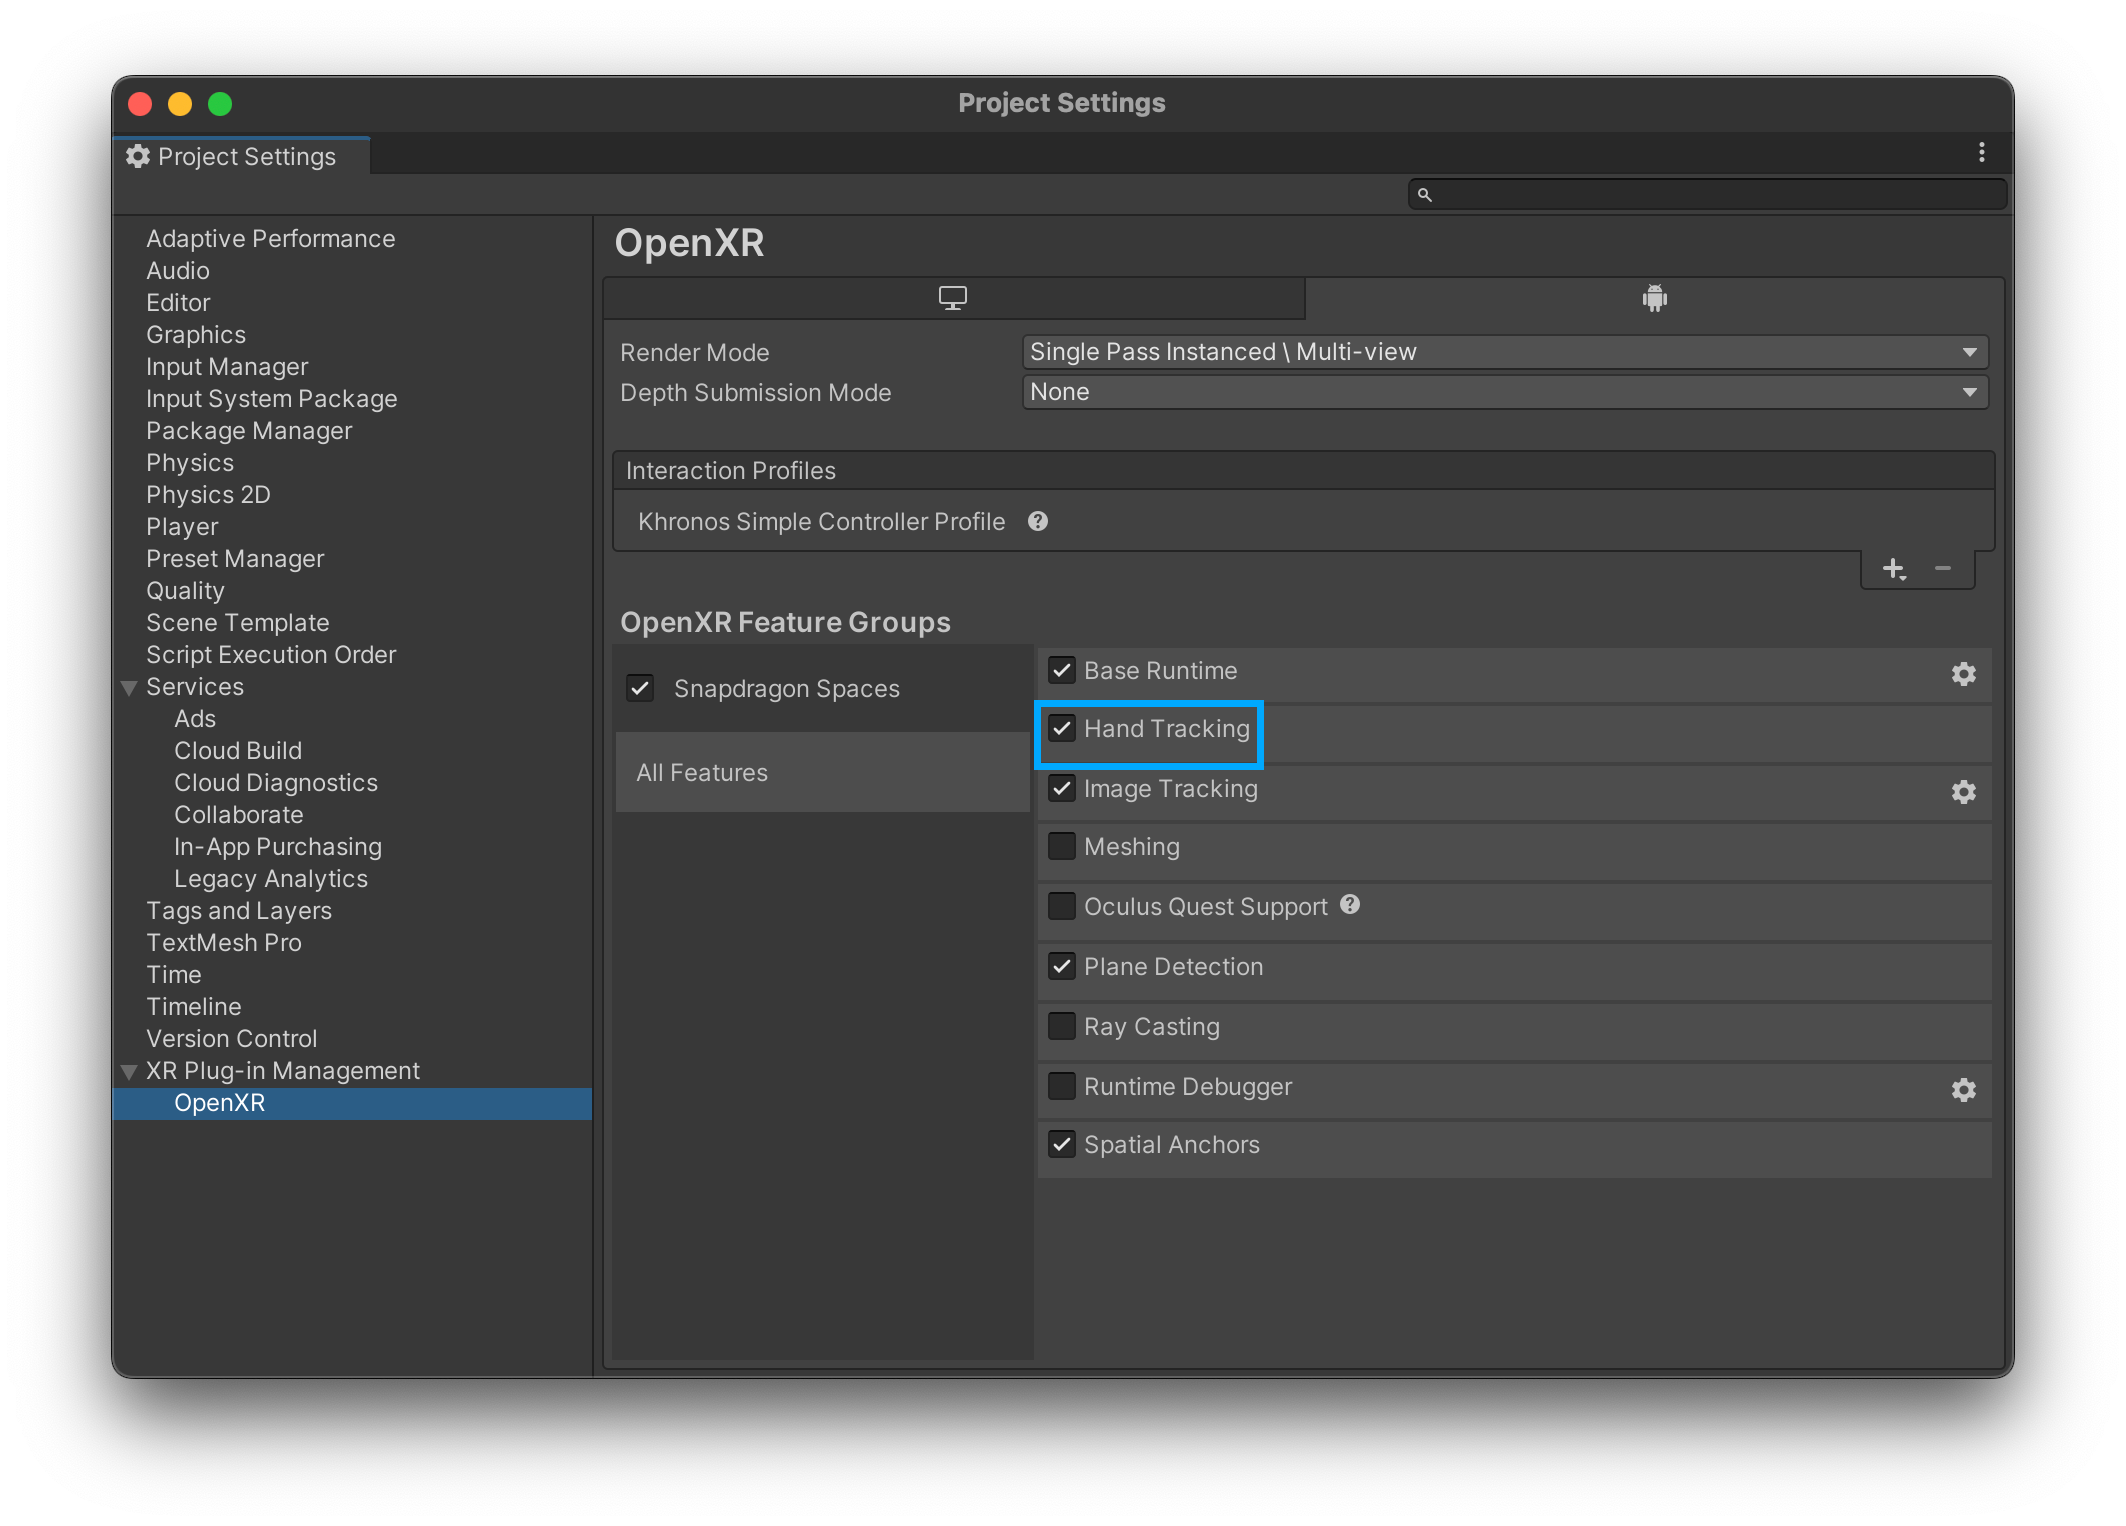 Project Settings
Project Settings
Adaptive Performance
Audio
Editor
Graphics
Input Manager
Input System Package
Package Manager
Physics
Physics 2D
Player
Preset Manager
Quality
Scene Template
Script Execution Order
Services
Ads
Cloud Build
Cloud Diagnostics
Collaborate
In-App Purchasing
Legacy Analytics
Tags and Layers
TextMesh Pro
Time
Timeline
Version Control
XR Plug-in Management
OpenXR
OpenXR
Render Mode Single Pass Instanced \ Multi-view
Depth Submission Mode None
Interaction Profiles
Khronos Simple Controller Profile
OpenXR Feature Groups
Snapdragon Spaces
All Features
Base Runtime
Hand Tracking
Image Tracking
Meshing
Oculus Quest Support
Plane Detection
Ray Casting
Runtime Debugger
Spatial Anchors